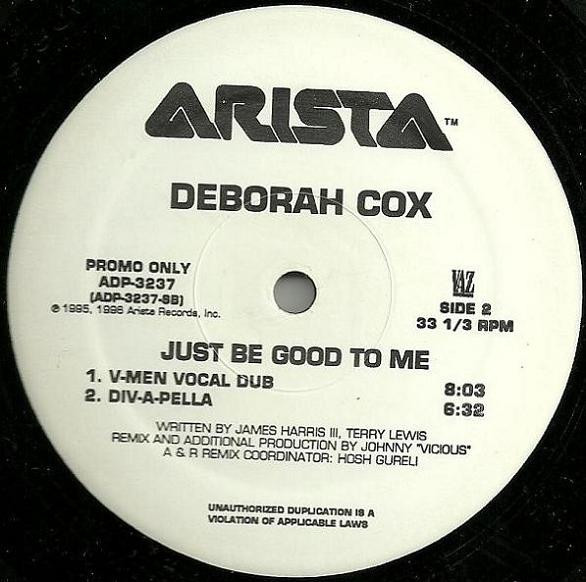 ARISTA™
DEBORAH COX
PROMO ONLY
ADP-3237
(ADP-3237-SB)
℗ 1995, 1996 Arista Records, Inc.
VAZ
SIDE 2
33 1/3 RPM
JUST BE GOOD TO ME
1. V-MEN VOCAL DUB 8:03
2. DIV-A-PELLA 6:32
WRITTEN BY JAMES HARRIS III, TERRY LEWIS
REMIX AND ADDITIONAL PRODUCTION BY JOHNNY "VICIOUS"
A & R REMIX COORDINATOR: HOSH GURELI
UNAUTHORIZED DUPLICATION IS A
VIOLATION OF APPLICABLE LAWS